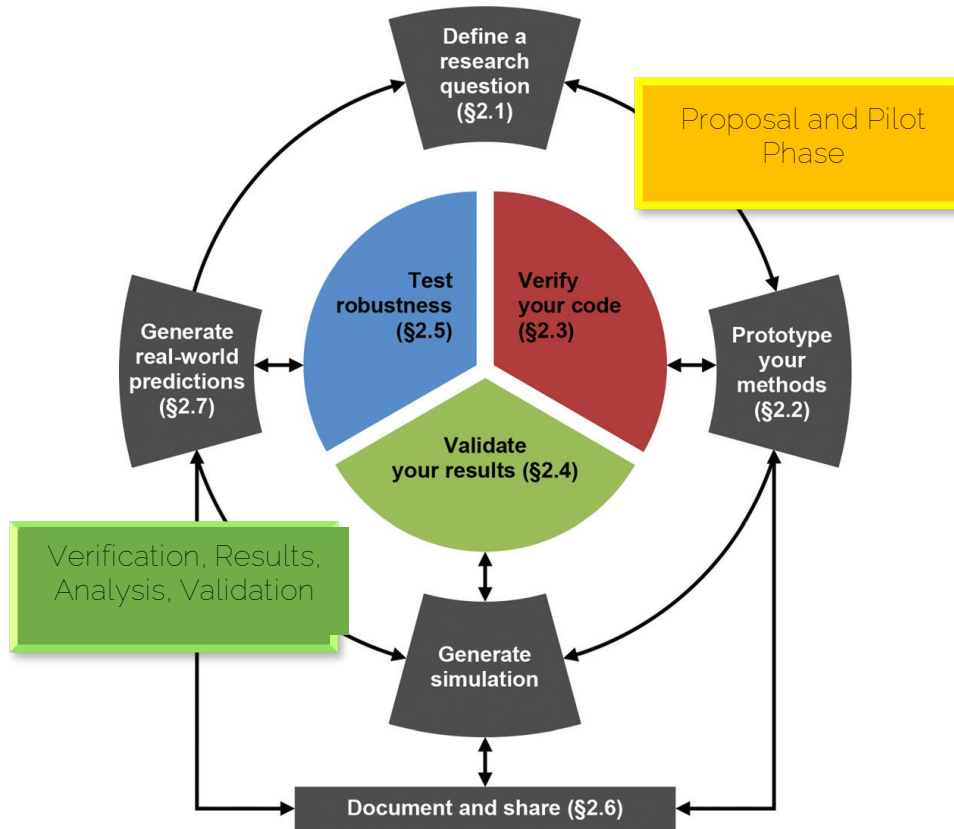 Define a
research
question
(§2.1)
Proposal and Pilot
Phase
Test
robustness
(§2.5)
Verify
your code
(§2.3)
Generate
real-world
predictions
(§2.7)
Prototype
your
methods
(§2.2)
Validate
your results (§2.4)
Verification, Results,
Analysis, Validation
Generate
simulation
Document and share (§2.6)